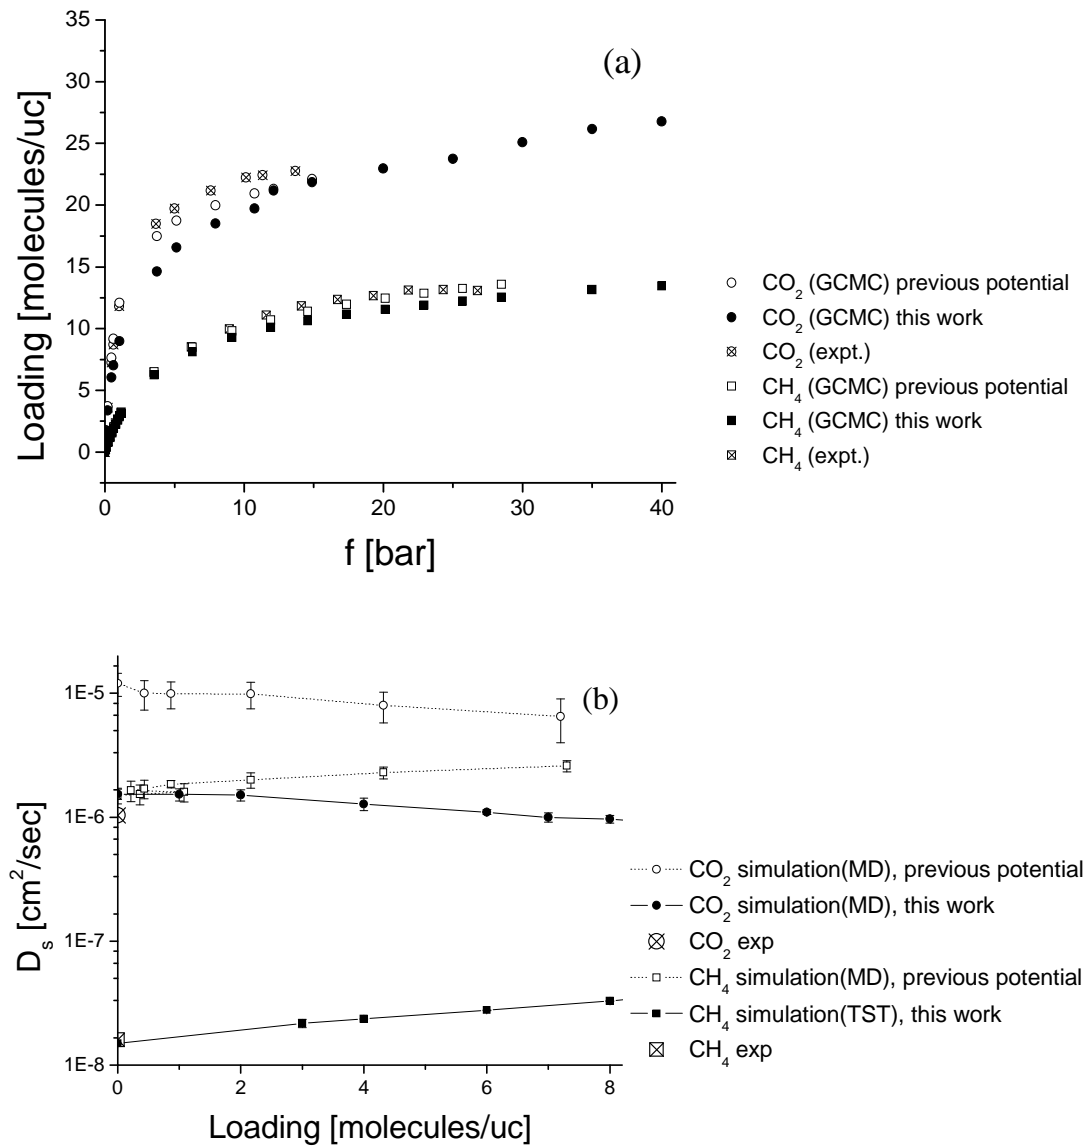 35
30
25
20
15
10
5
0
Loading [molecules/uc]
(a)
0 10 20 30 40
f [bar]
CO2 (GCMC) previous potential
CO2 (GCMC) this work
CO2 (expt.)
CH4 (GCMC) previous potential
CH4 (GCMC) this work
CH4 (expt.)
1E-5
1E-6
1E-7
1E-8
Ds [cm²/sec]
(b)
0 2 4 6 8
Loading [molecules/uc]
CO2 simulation(MD), previous potential
CO2 simulation(MD), this work
CO2 exp
CH4 simulation(MD), previous potential
CH4 simulation(TST), this work
CH4 exp